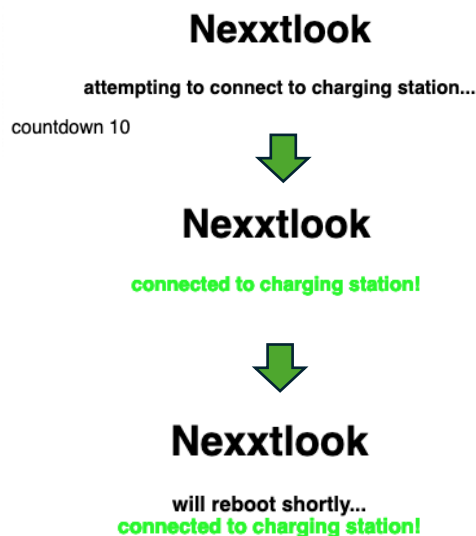 Nexxtlook
attempting to connect to charging station...
countdown 10
Nexxtlook
connected to charging station!
Nexxtlook
will reboot shortly...
connected to charging station!